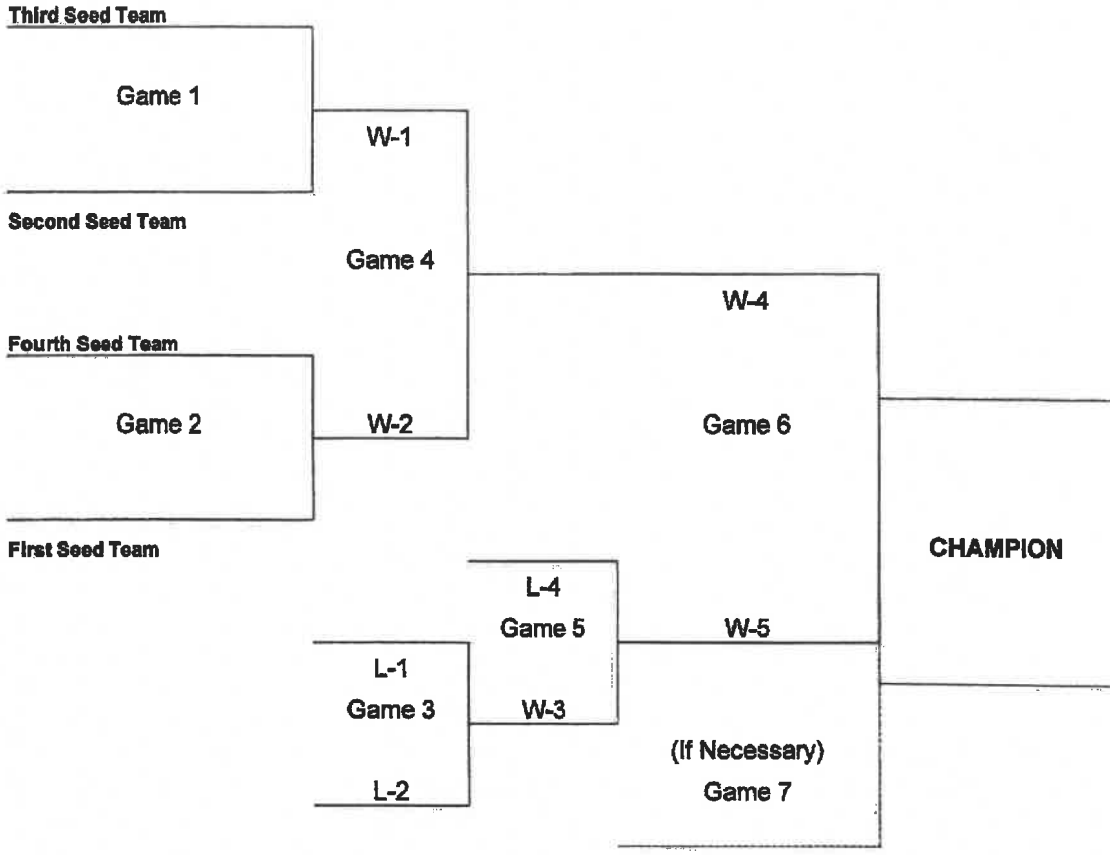 Third Seed Team
Game 1
W-1
Second Seed Team
Game 4
W-4
Fourth Seed Team
Game 2
W-2
Game 6
First Seed Team
CHAMPION
L-4
Game 5
W-5
L-1
Game 3
W-3
L-2
(If Necessary)
Game 7